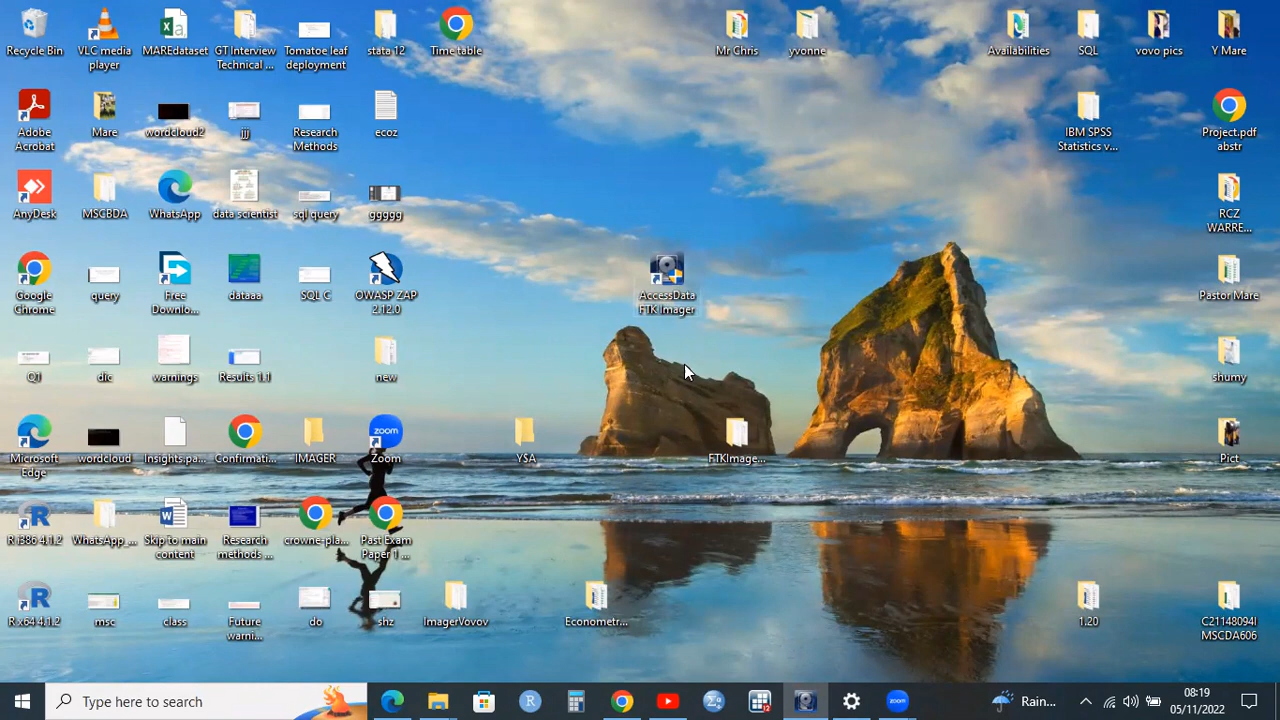 Recycle Bin
VLC media
player
MAREdataset
GT Interview
Technical ...
Tomatoe leaf
deployment
stata 12
Time table
Mr Chris
yvonne
Availabilities
SQL
vovo pics
Y Mare
Adobe
Acrobat
Mare
wordcloud2
jjj
Research
Methods
ecoz
IBM SPSS
Statistics v...
Project.pdf
abstr
AnyDesk
MSCBDA
WhatsApp
data scientist
sql query
ggggg
RCZ
WARRE...
Google
Chrome
query
Free
Downlo...
dataaa
SQL C
OWASP ZAP
2.12.0
AccessData
FTK Imager
Pastor Mare
Q1
dic
warnings
Results 1.1
new
shumy
Microsoft
Edge
wordcloud
Insights.pa...
Confirmati...
IMAGER
zoom
Zoom
YSA
FTKImage...
Pict
R i386 4.1.2
WhatsApp_...
Skip to main
content
Research
methods ...
crowne-pla...
Past Exam
Paper 1 ...
R x64 4.1.2
msc
class
Future
warni...
do
shz
ImagerVovov
Econometr...
1.20
C21148094I
MSCDA606
Type here to search
zoom
Rain...
08:19
05/11/2022